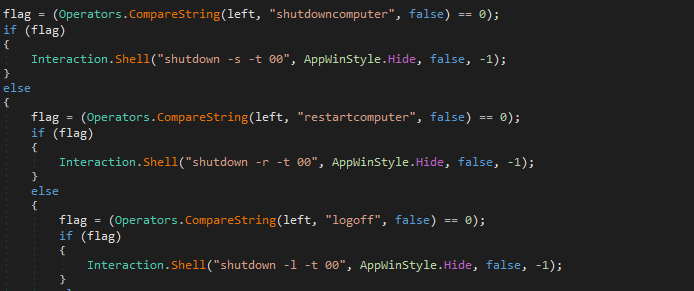 flag = (Operators.CompareString(left, "shutdowncomputer", false) == 0);
if (flag)
{
Interaction.Shell("shutdown -s -t 00", AppWinStyle.Hide, false, -1);
}
else
{
flag = (Operators.CompareString(left, "restartcomputer", false) == 0);
if (flag)
{
Interaction.Shell("shutdown -r -t 00", AppWinStyle.Hide, false, -1);
}
else
{
flag = (Operators.CompareString(left, "logoff", false) == 0);
if (flag)
{
Interaction.Shell("shutdown -l -t 00", AppWinStyle.Hide, false, -1);
}